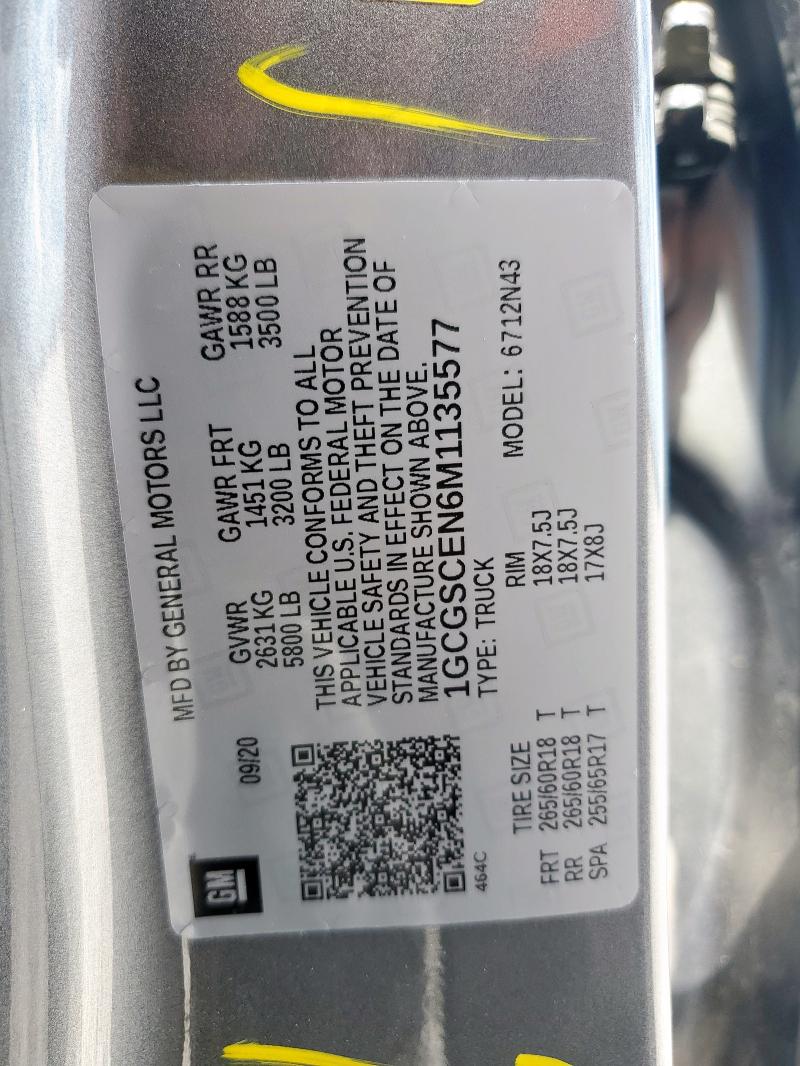 GM
MFD BY GENERAL MOTORS LLC
09/20
GVWR GAWR FRT GAWR RR
2631 KG 1451 KG 1588 KG
5800 LB 3200 LB 3500 LB
THIS VEHICLE CONFORMS TO ALL
APPLICABLE U.S. FEDERAL MOTOR
VEHICLE SAFETY AND THEFT PREVENTION
STANDARDS IN EFFECT ON THE DATE OF
MANUFACTURE SHOWN ABOVE.
1GCGSCEN6M1135577
TYPE: TRUCK MODEL: 6712N43
464C
TIRE SIZE RIM
FRT 265/60R18 T 18X7.5J
RR 265/60R18 T 18X7.5J
SPA 255/65R17 T 17X8J